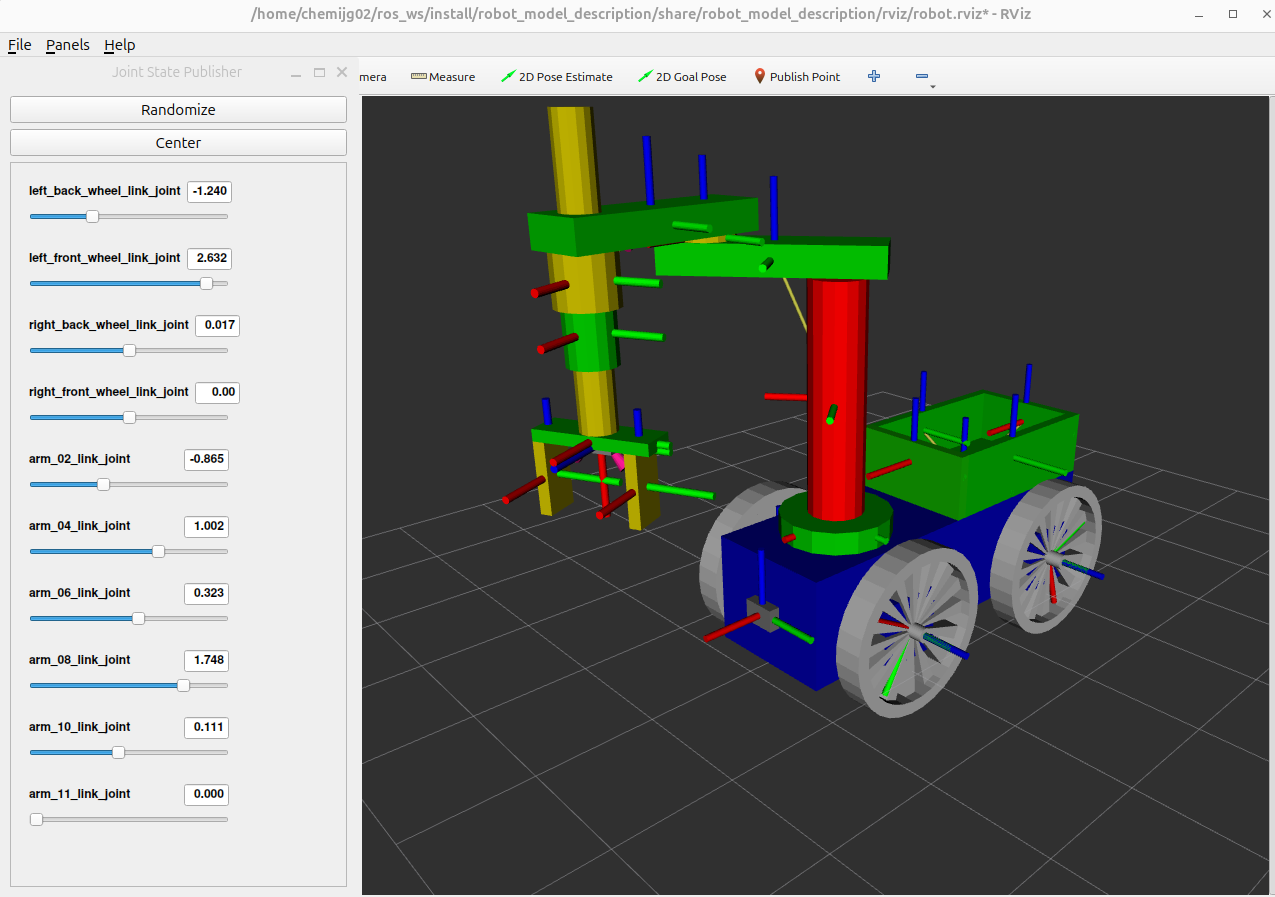 /home/chemijg02/ros_ws/install/robot_model_description/share/robot_model_description/rviz/robot.rviz* - RViz
File Panels Help
Joint State Publisher
mera Measure 2D Pose Estimate 2D Goal Pose Publish Point
Randomize
Center
left_back_wheel_link_joint -1.240
left_front_wheel_link_joint 2.632
right_back_wheel_link_joint 0.017
right_front_wheel_link_joint 0.00
arm_02_link_joint -0.865
arm_04_link_joint 1.002
arm_06_link_joint 0.323
arm_08_link_joint 1.748
arm_10_link_joint 0.111
arm_11_link_joint 0.000